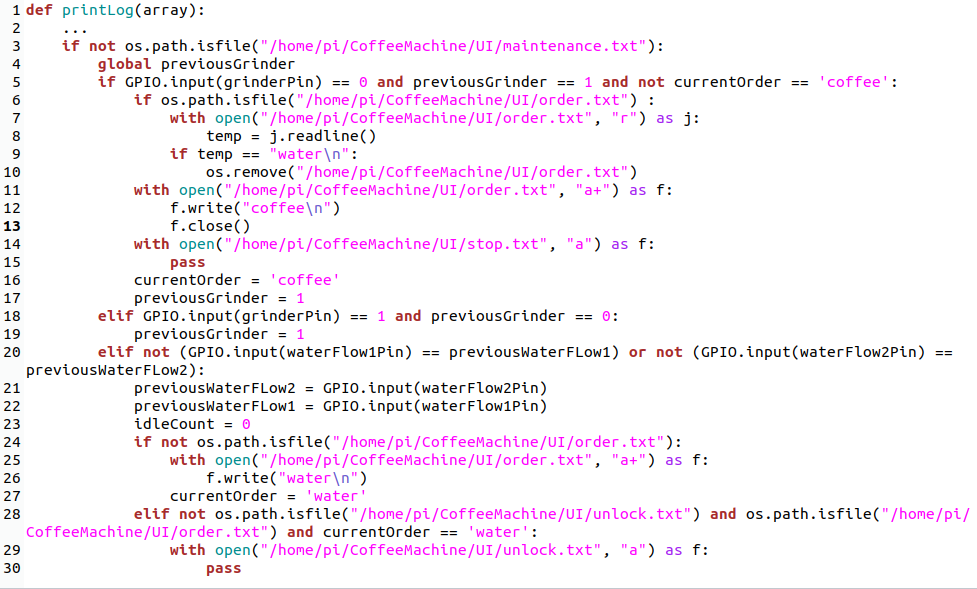 1 def printLog(array):
2     ...
3     if not os.path.isfile("/home/pi/CoffeeMachine/UI/maintenance.txt"):
4         global previousGrinder
5         if GPIO.input(grinderPin) == 0 and previousGrinder == 1 and not currentOrder == 'coffee':
6             if os.path.isfile("/home/pi/CoffeeMachine/UI/order.txt") :
7                 with open("/home/pi/CoffeeMachine/UI/order.txt", "r") as j:
8                     temp = j.readline()
9                 if temp == "water\n":
10                     os.remove("/home/pi/CoffeeMachine/UI/order.txt")
11             with open("/home/pi/CoffeeMachine/UI/order.txt", "a+") as f:
12                 f.write("coffee\n")
13                 f.close()
14             with open("/home/pi/CoffeeMachine/UI/stop.txt", "a") as f:
15                 pass
16             currentOrder = 'coffee'
17             previousGrinder = 1
18         elif GPIO.input(grinderPin) == 1 and previousGrinder == 0:
19             previousGrinder = 1
20         elif not (GPIO.input(waterFlow1Pin) == previousWaterFLow1) or not (GPIO.input(waterFlow2Pin) ==
previousWaterFLow2):
21             previousWaterFLow2 = GPIO.input(waterFlow2Pin)
22             previousWaterFLow1 = GPIO.input(waterFlow1Pin)
23             idleCount = 0
24             if not os.path.isfile("/home/pi/CoffeeMachine/UI/order.txt"):
25                 with open("/home/pi/CoffeeMachine/UI/order.txt", "a+") as f:
26                     f.write("water\n")
27                 currentOrder = 'water'
28             elif not os.path.isfile("/home/pi/CoffeeMachine/UI/unlock.txt") and os.path.isfile("/home/pi/
CoffeeMachine/UI/order.txt") and currentOrder == 'water':
29                 with open("/home/pi/CoffeeMachine/UI/unlock.txt", "a") as f:
30                     pass